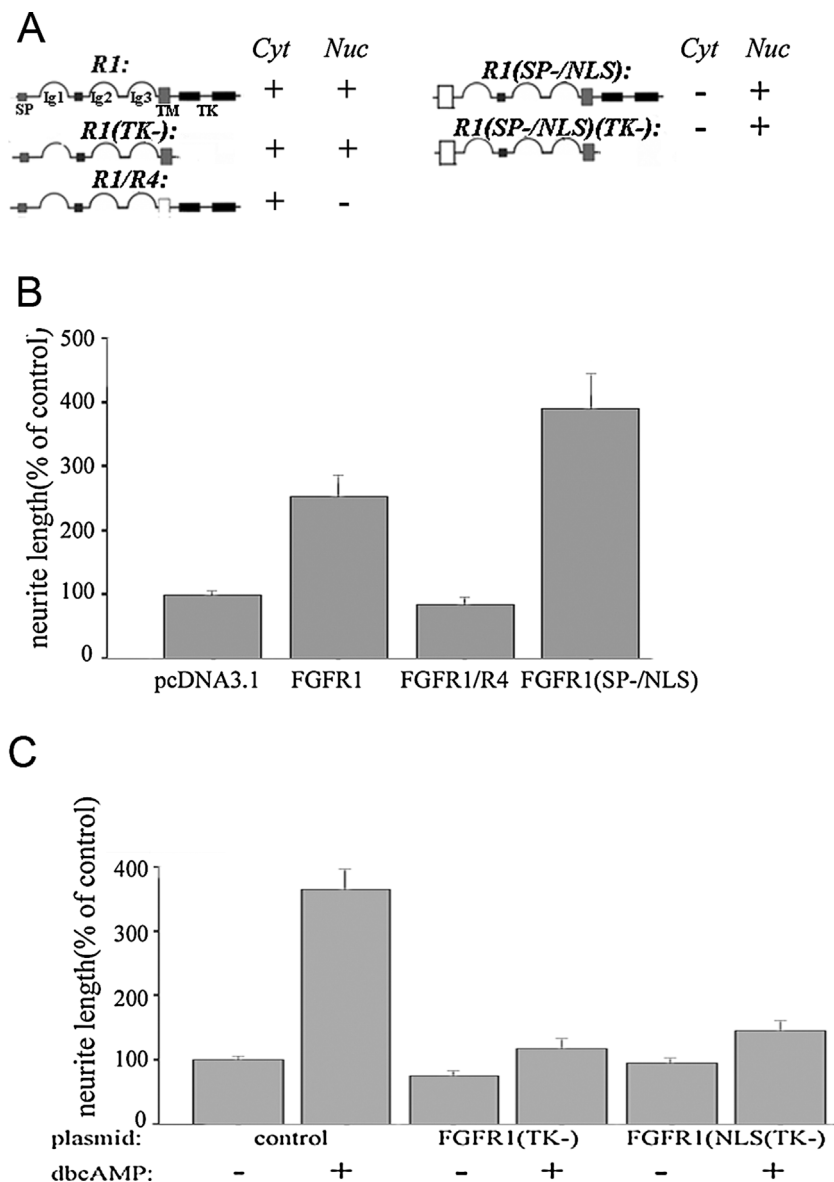 A
Cyt Nuc
R1:
+ +
SP Ig1 Ig2 Ig3 TM TK
R1(TK-):
+ +
R1/R4:
+ -
Cyt Nuc
R1(SP-/NLS):
- +
R1(SP-/NLS)(TK-):
- +
B
neurite length(% of control)
500
400
300
200
100
0
pcDNA3.1 FGFR1 FGFR1/R4 FGFR1(SP-/NLS)
C
neurite length(% of control)
400
300
200
100
0
plasmid: control FGFR1(TK-) FGFR1(NLS(TK-)
dbcAMP: - + - + - +